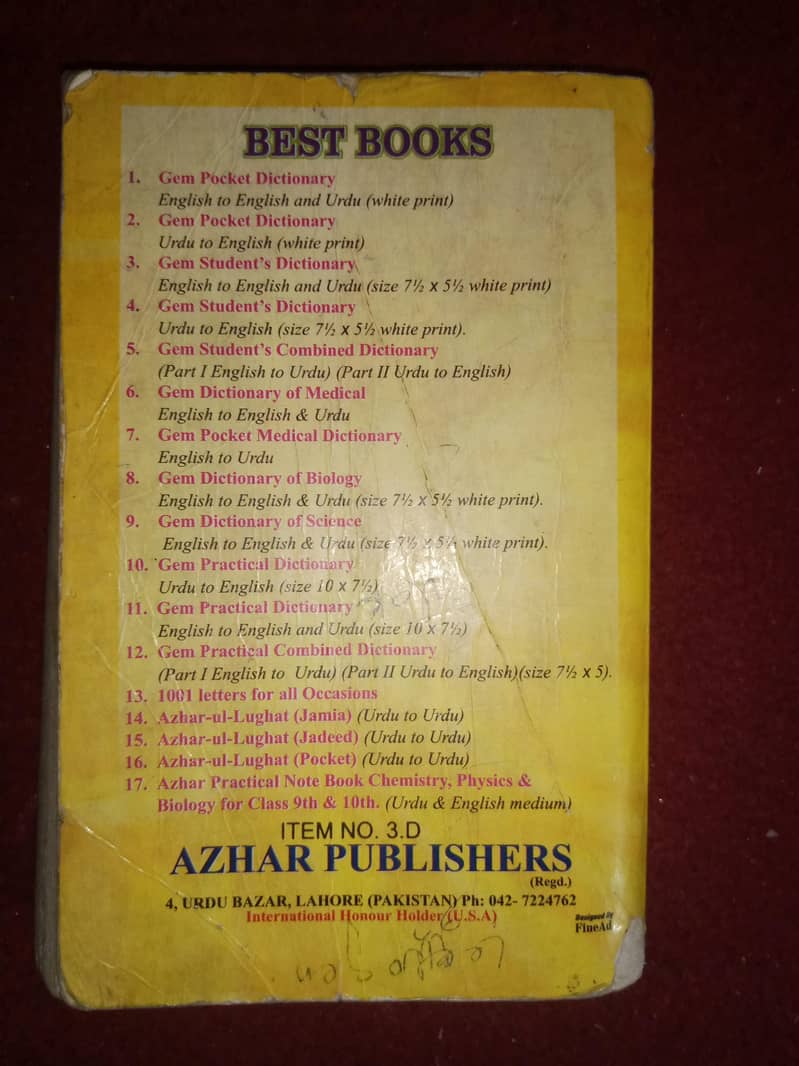 BEST BOOKS
1. Gem Pocket Dictionary
English to English and Urdu (white print)
2. Gem Pocket Dictionary
Urdu to English (white print)
3. Gem Student's Dictionary
English to English and Urdu (size 7½ x 5½ white print)
4. Gem Student's Dictionary
Urdu to English (size 7½ x 5½ white print).
5. Gem Student's Combined Dictionary
(Part I English to Urdu) (Part II Urdu to English)
6. Gem Dictionary of Medical
English to English & Urdu
7. Gem Pocket Medical Dictionary
English to Urdu
8. Gem Dictionary of Biology
English to English & Urdu (size 7½ x 5½ white print).
9. Gem Dictionary of Science
English to English & Urdu (size 7½ x 5½ white print).
10. Gem Practical Dictionary
Urdu to English (size 10 x 7½)
11. Gem Practical Dictionary
English to English and Urdu (size 10 x 7½)
12. Gem Practical Combined Dictionary
(Part I English to Urdu) (Part II Urdu to English)(size 7½ x 5).
13. 1001 letters for all Occasions
14. Azhar-ul-Lughat (Jamia) (Urdu to Urdu)
15. Azhar-ul-Lughat (Jadeed) (Urdu to Urdu)
16. Azhar-ul-Lughat (Pocket) (Urdu to Urdu)
17. Azhar Practical Note Book Chemistry, Physics &
Biology for Class 9th & 10th. (Urdu & English medium)
ITEM NO. 3.D
AZHAR PUBLISHERS
(Regd.)
4, URDU BAZAR, LAHORE (PAKISTAN) Ph: 042- 7224762
International Honour Holder (U.S.A)
Designed By
FineAd